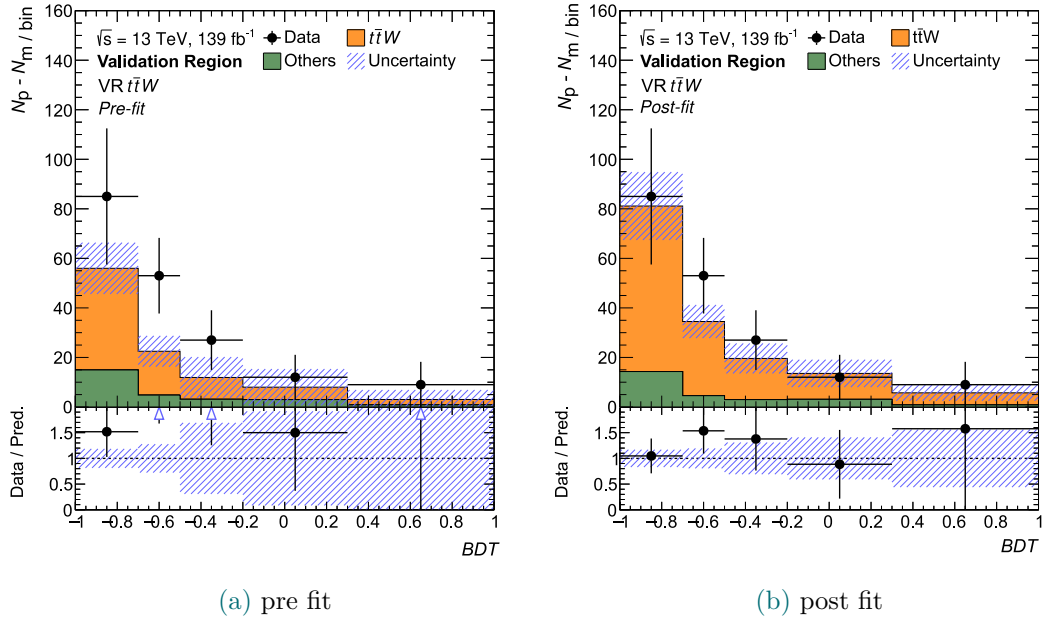 N_p - N_m / bin
160
140
120
100
80
60
40
20
0
√s = 13 TeV, 139 fb⁻¹
Validation Region
VR tt̄W
Pre-fit
Data
tt̄W
Others
Uncertainty
Data / Pred.
1.5
1
0.5
0
−1 −0.8 −0.6 −0.4 −0.2 0 0.2 0.4 0.6 0.8 1
BDT
(a) pre fit
N_p - N_m / bin
160
140
120
100
80
60
40
20
0
√s = 13 TeV, 139 fb⁻¹
Validation Region
VR tt̄W
Post-fit
Data
tt̄W
Others
Uncertainty
Data / Pred.
1.5
1
0.5
0
−1 −0.8 −0.6 −0.4 −0.2 0 0.2 0.4 0.6 0.8 1
BDT
(b) post fit